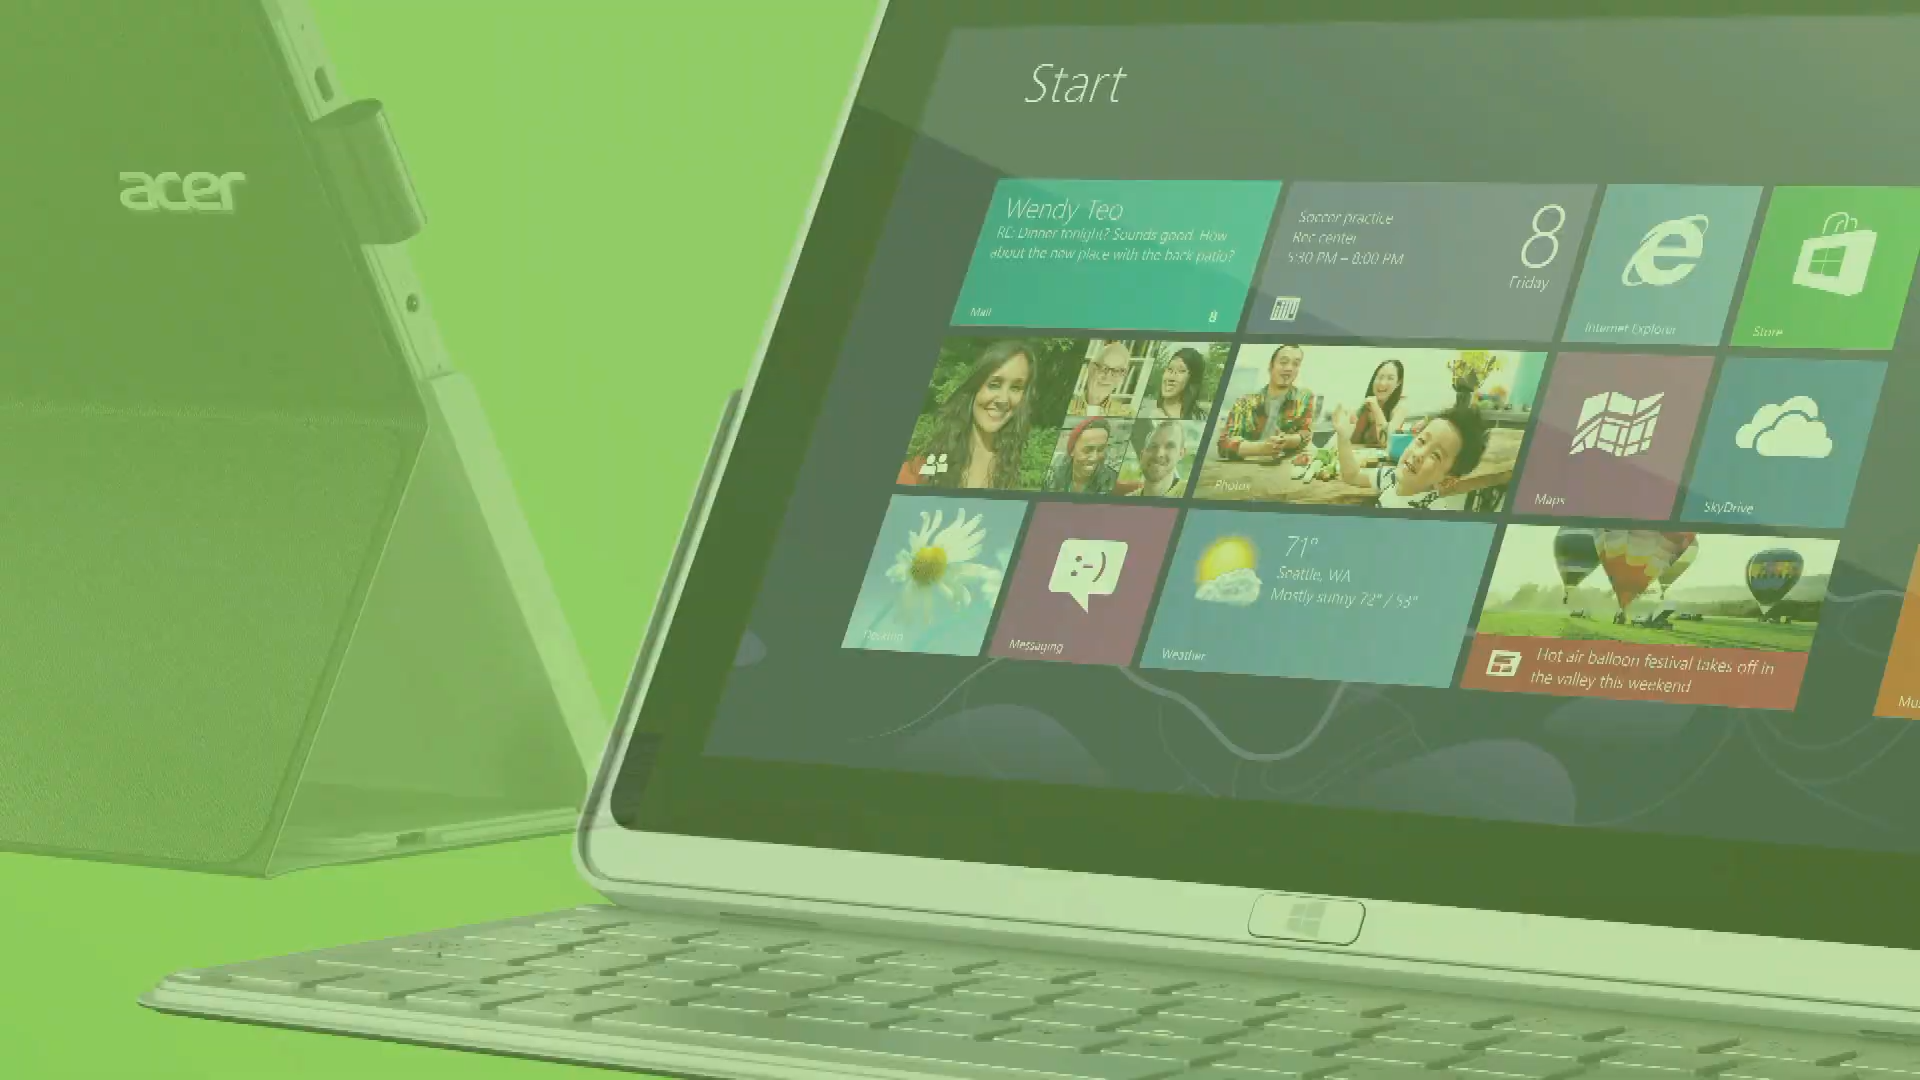 acer
Start
Wendy Teo
RE: Dinner tonight? Sounds good. How
about the new place with the back patio?
Mail
8
Soccer practice
Rec center
5:30 PM – 8:00 PM
8
Friday
Internet Explorer
Store
Photos
Maps
SkyDrive
Desktop
Messaging
71°
Seattle, WA
Mostly sunny 72° / 53°
Weather
Hot air balloon festival takes off in
the valley this weekend